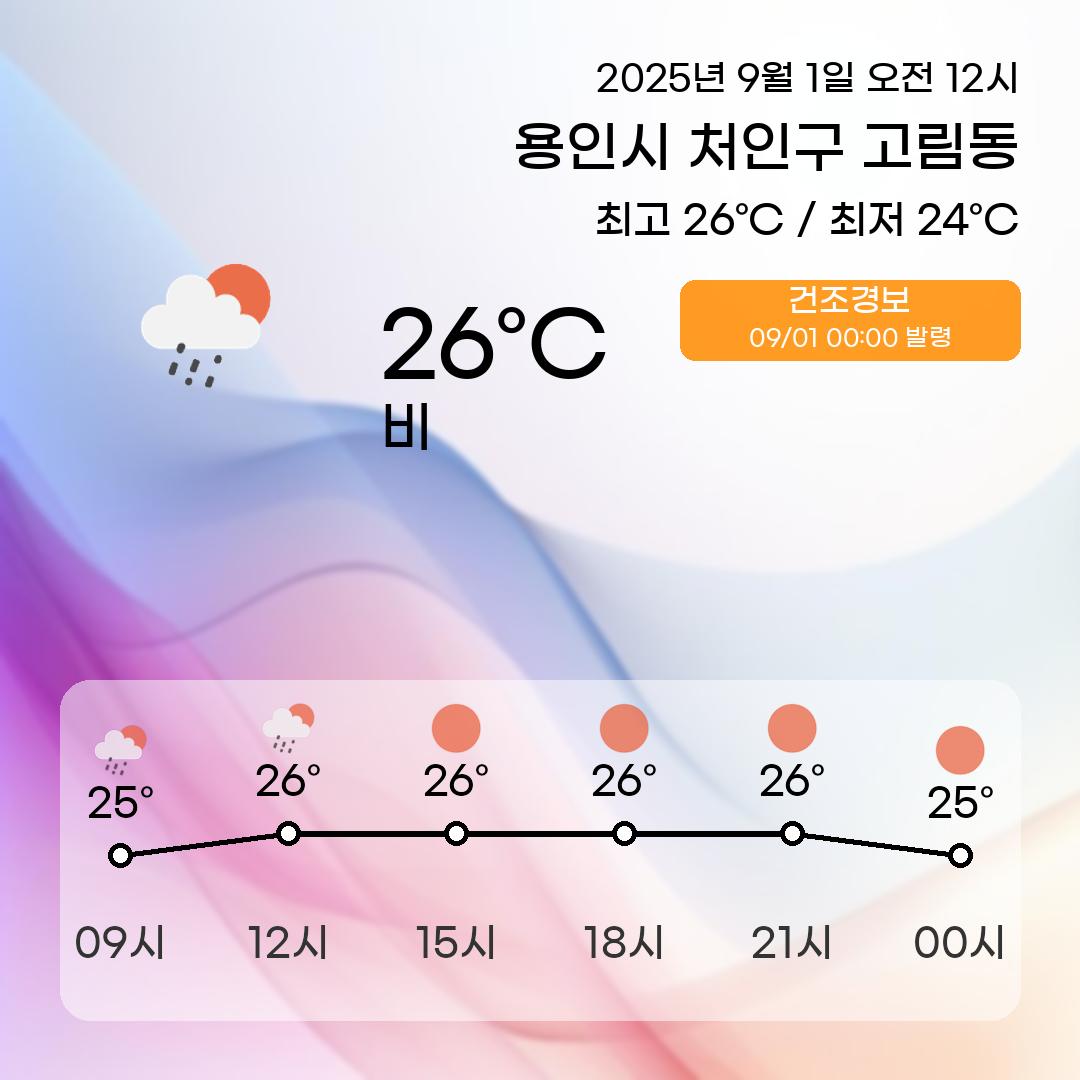 2025년 9월 1일 오전 12시
용인시 처인구 고림동
최고 26°C / 최저 24°C
건조경보
09/01 00:00 발령
26°C
비
25° 26° 26° 26° 26° 25°
09시 12시 15시 18시 21시 00시